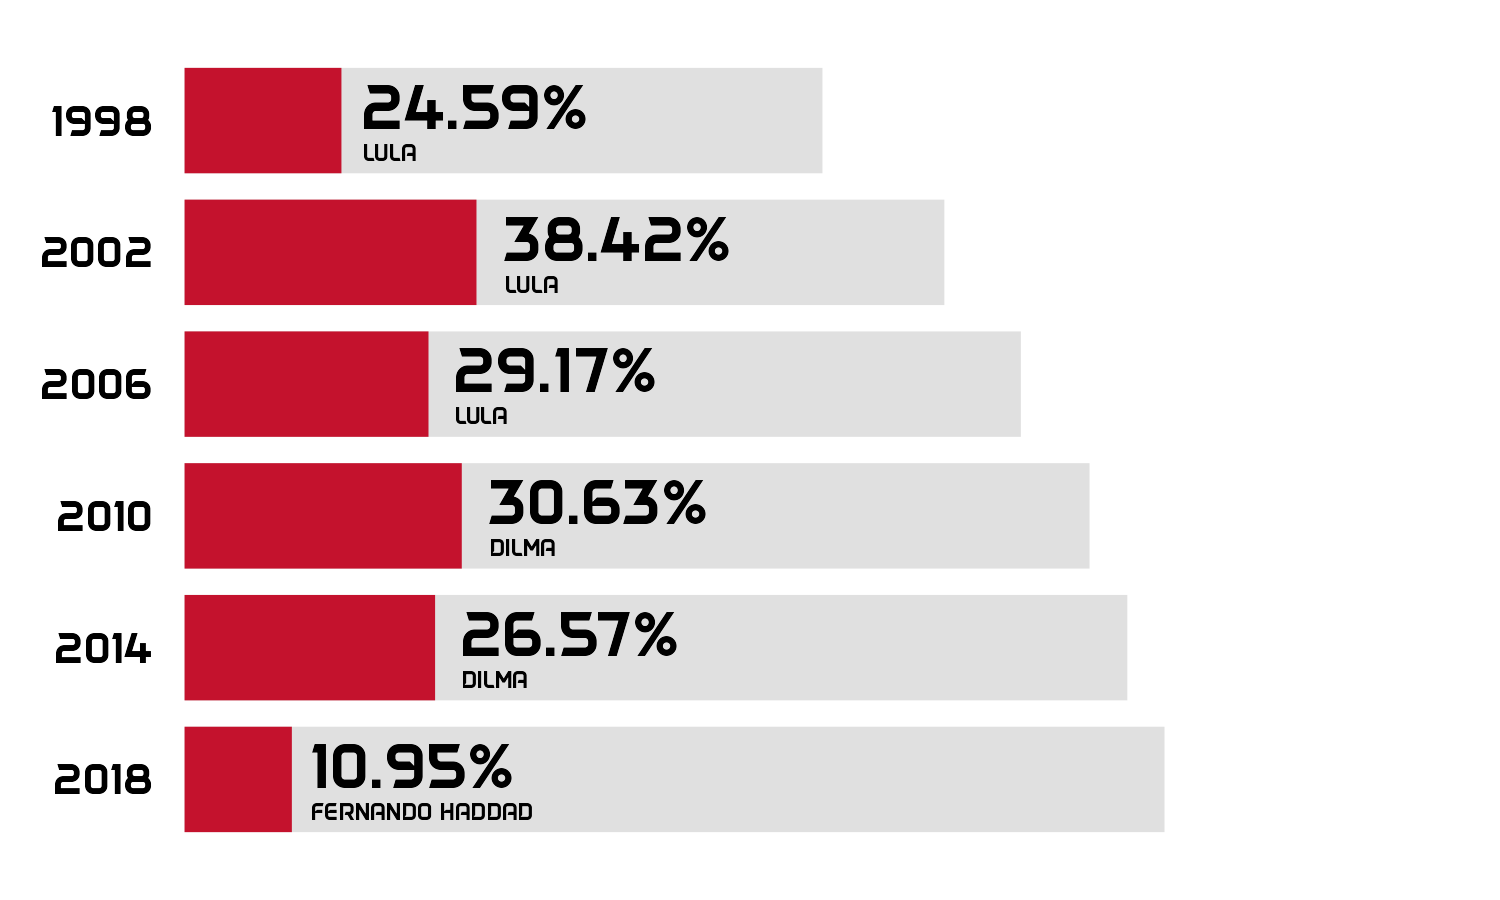 1998
24.59%
LULA
2002
38.42%
LULA
2006
29.17%
LULA
2010
30.63%
DILMA
2014
26.57%
DILMA
2018
10.95%
FERNANDO HADDAD